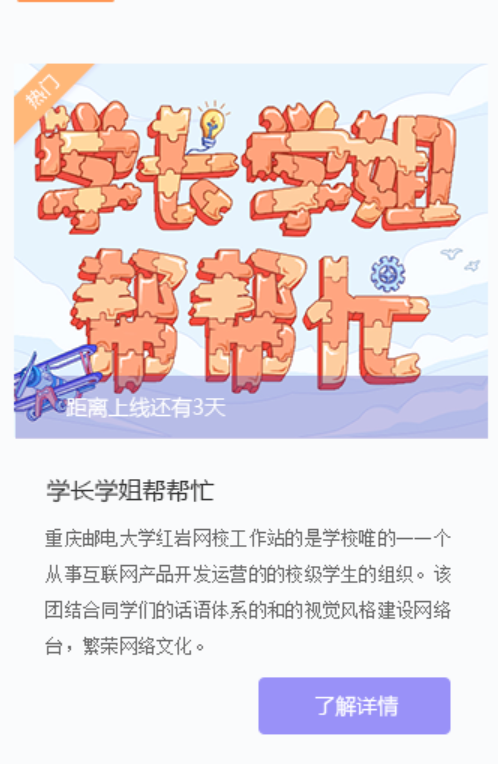 热门
学长学姐
帮帮忙
距离上线还有3天
学长学姐帮帮忙
重庆邮电大学红岩网校工作站的是学校唯的一一个
从事互联网产品开发运营的的校级学生的组织。该
团结合同学们的话语体系的和的视觉风格建设网络
台，繁荣网络文化。
了解详情